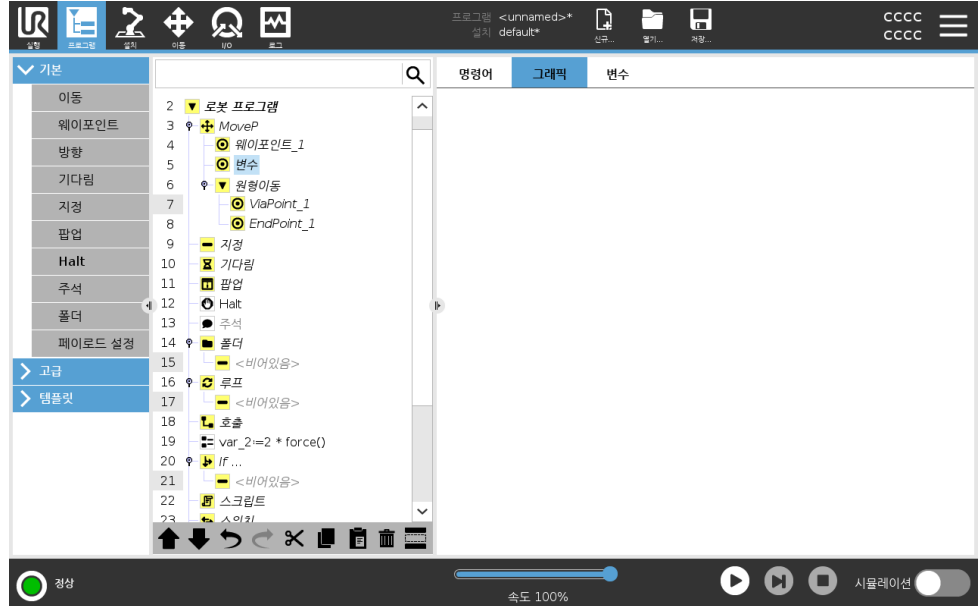 프로그램 <unnamed>*
설치 default*
cccc
cccc
실행
프로그램
설치
이동
I/O
로그
신규...
열기...
저장...
기본
이동
웨이포인트
방향
기다림
지정
팝업
Halt
주석
폴더
페이로드 설정
고급
템플릿
2 로봇 프로그램
3 MoveP
4 웨이포인트_1
5 변수
6 원형이동
7 ViaPoint_1
8 EndPoint_1
9 지정
10 기다림
11 팝업
12 Halt
13 주석
14 폴더
15 <비어있음>
16 루프
17 <비어있음>
18 호출
19 var_2:=2 * force()
20 If ...
21 <비어있음>
22 스크립트
23 스위치
명령어
그래픽
변수
정상
속도 100%
시뮬레이션